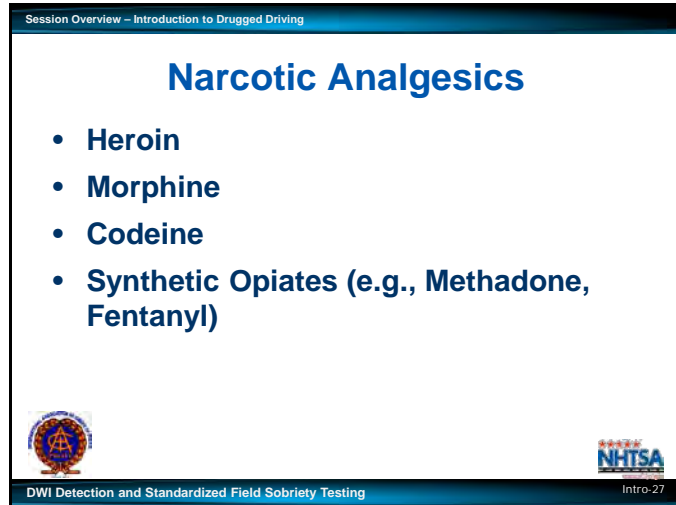 Session Overview – Introduction to Drugged Driving
Narcotic Analgesics
• Heroin
• Morphine
• Codeine
• Synthetic Opiates (e.g., Methadone,
Fentanyl)
NHTSA
DWI Detection and Standardized Field Sobriety Testing
Intro-27